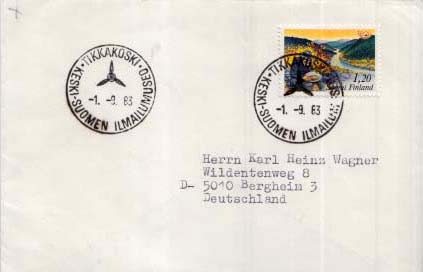 TIKKAKOSKI
-1. -9. 83
KESKI-SUOMEN ILMAILUMUSEO
1,20
Suomi Finland
TIKKAKOSKI
-1. -9. 83
KESKI-SUOMEN ILMAILUMUSEO
Herrn Karl Heinz Wagner
Wildentenweg 8
D- 5010 Bergheim 3
Deutschland